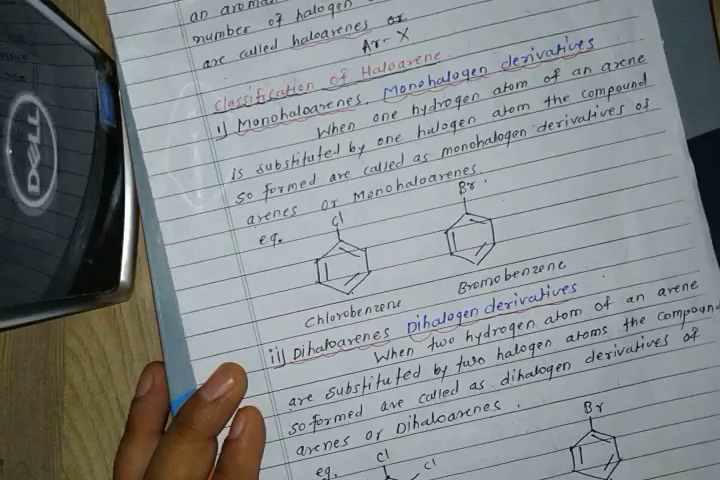 an aroma
number of halogen
are called haloarenes or
Ar-X
Classification of Haloarene
i) Monohaloarenes. Monohalogen derivatives
When one hydrogen atom of an arene
is substituted by one halogen atom the compound
so formed are called as monohalogen derivatives of
arenes or Monohaloarenes.
eg.
Cl
Br.
Chlorobenzene
Bromobenzene
ii) Dihaloarenes Dihalogen derivatives
When two hydrogen atom of an arene
are substituted by two halogen atoms the compound
so formed are called as dihalogen derivatives of
arenes or Dihaloarenes.
eg.
Cl
Cl
Br
DELL